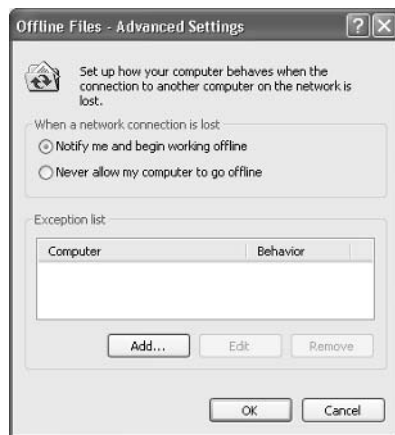 Offline Files - Advanced Settings
Set up how your computer behaves when the
connection to another computer on the network is
lost.
When a network connection is lost
Notify me and begin working offline
Never allow my computer to go offline
Exception list
Computer Behavior
Add... Edit Remove
OK Cancel